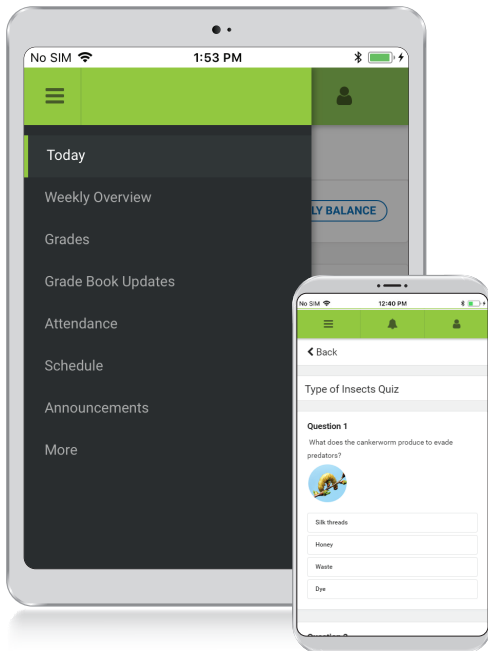 No SIM 1:53 PM
Today
LY BALANCE
Weekly Overview
Grades
Grade Book Updates
Attendance
Schedule
Announcements
More
No SIM 12:40 PM
Back
Type of Insects Quiz
Question 1
What does the cankerworm produce to evade
predators?
Silk threads
Honey
Waste
Dye